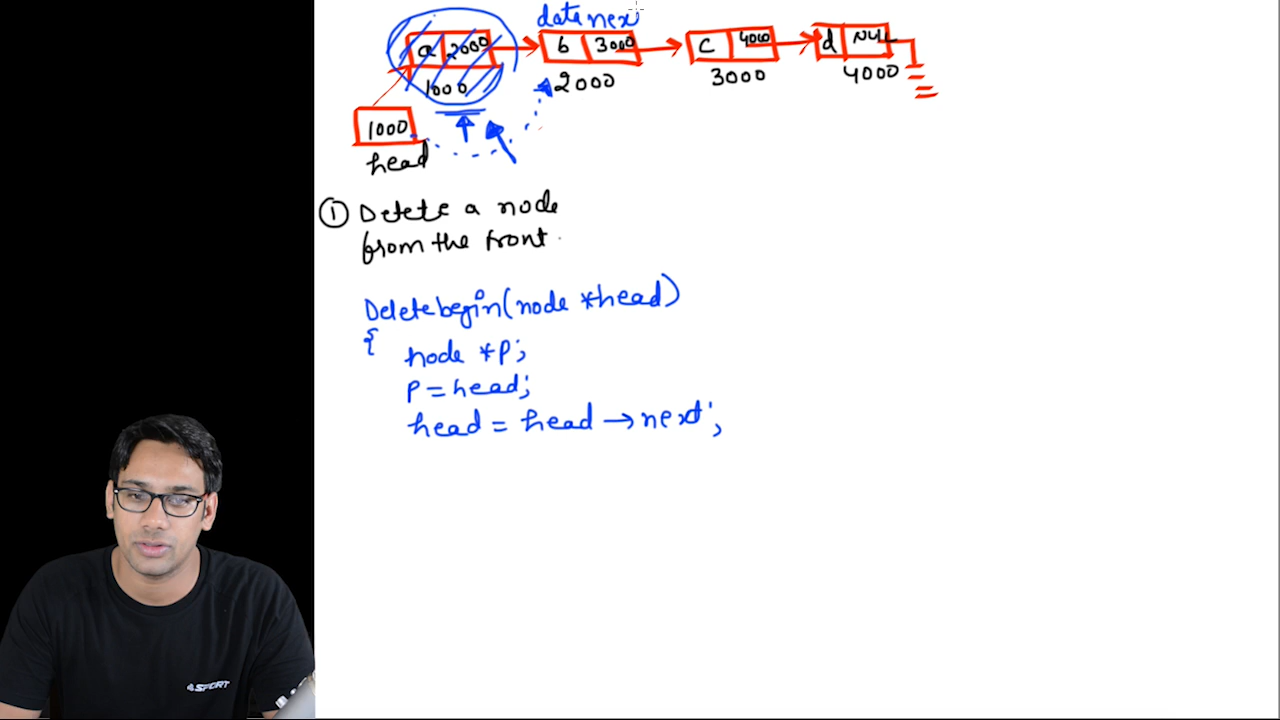 data next
a 2000 b 3000 c 4000 d NULL
1000 2000 3000 4000
1000
head
① Delete a node
from the front.
Deletebegin(node *head)
{
node *p;
p = head;
head = head → next;
SPORT